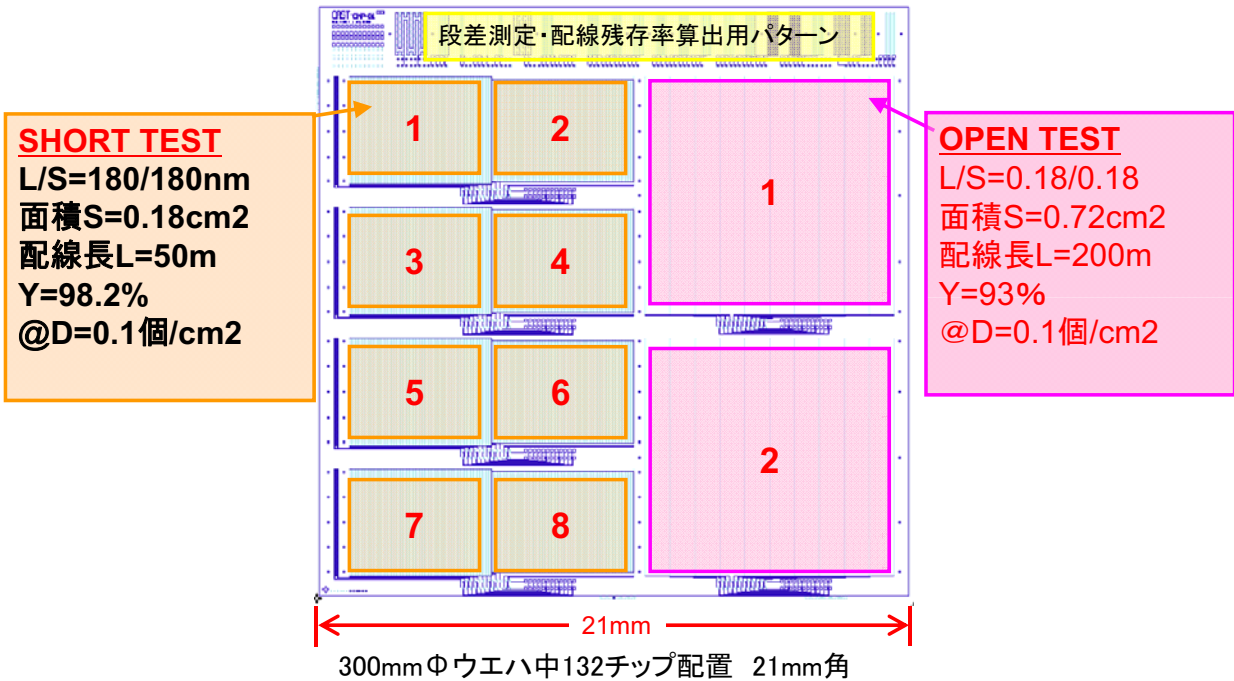 段差測定・配線残存率算出用パターン
SHORT TEST
L/S=180/180nm
面積S=0.18cm2
配線長L=50m
Y=98.2%
@D=0.1個/cm2
1
2
3
4
5
6
7
8
1
2
OPEN TEST
L/S=0.18/0.18
面積S=0.72cm2
配線長L=200m
Y=93%
@D=0.1個/cm2
21mm
300mmΦウエハ中132チップ配置 21mm角